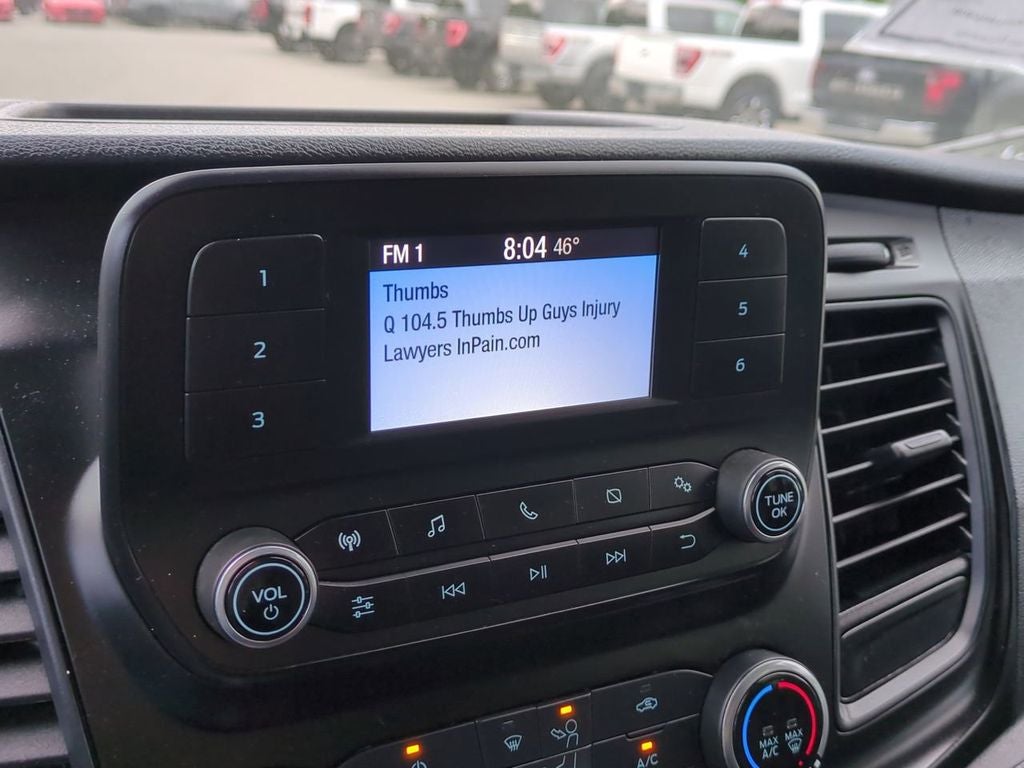 FM 1 8:04 46°
Thumbs
Q 104.5 Thumbs Up Guys Injury
Lawyers InPain.com
1
2
3
4
5
6
VOL
TUNE
OK
MAX
A/C
MAX
A/C